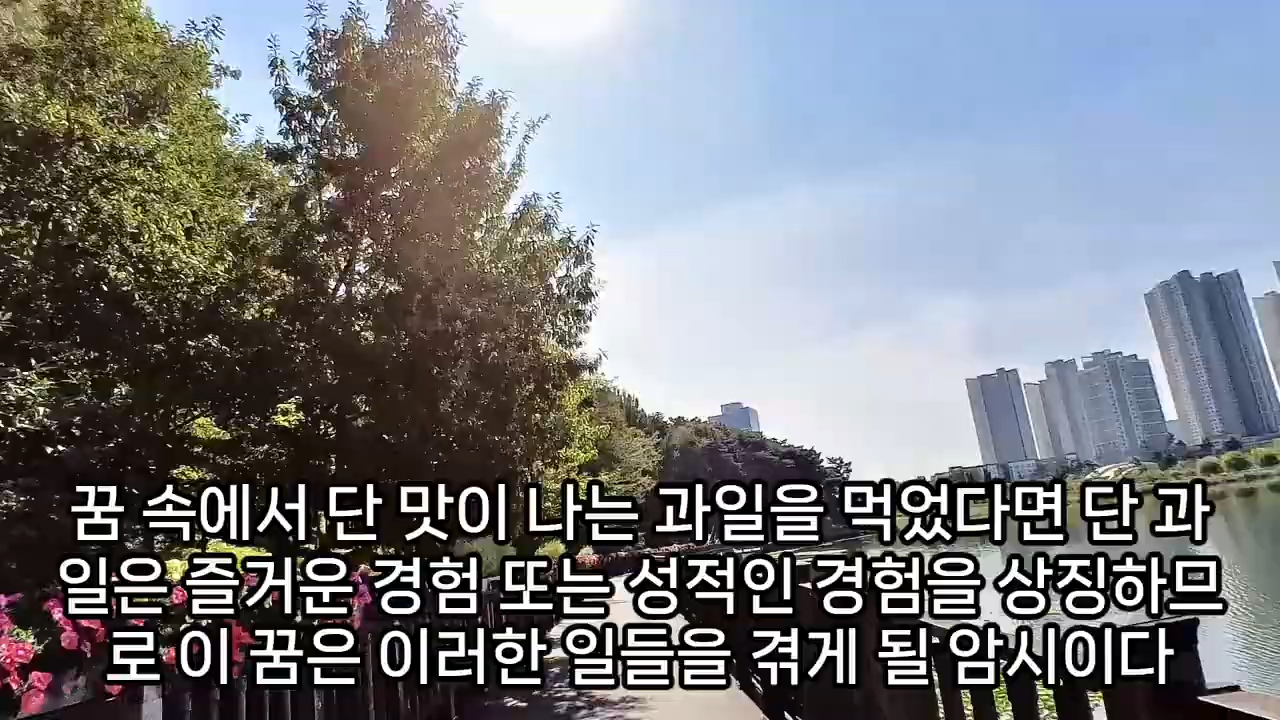 꿈 속에서 단 맛이 나는 과일을 먹었다면 단 과
일은 즐거운 경험 또는 성적인 경험을 상징하므
로 이 꿈은 이러한 일들을 겪게 될 암시이다